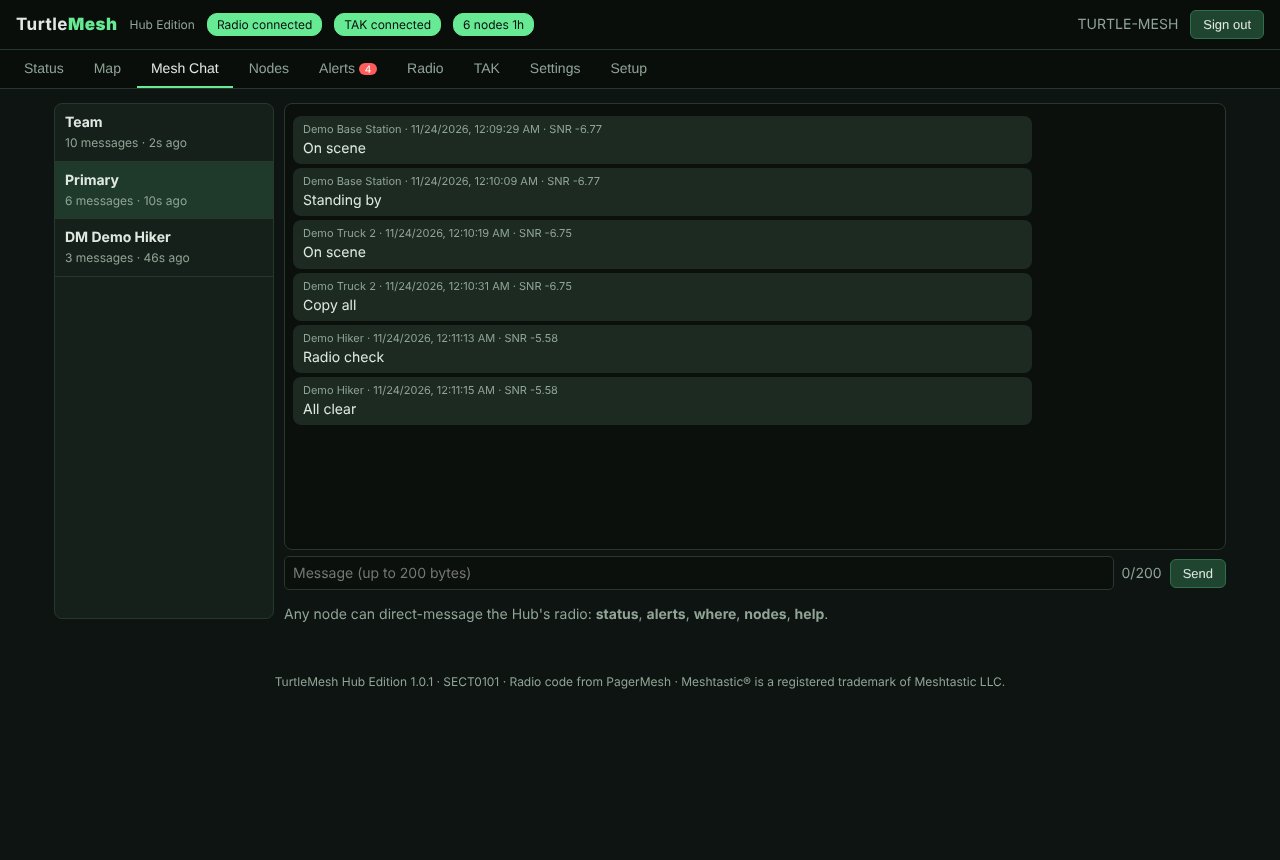 TurtleMesh Hub Edition Radio connected TAK connected 6 nodes 1h TURTLE-MESH Sign out
Status Map Mesh Chat Nodes Alerts 4 Radio TAK Settings Setup
Team
10 messages · 2s ago
Primary
6 messages · 10s ago
DM Demo Hiker
3 messages · 46s ago
Demo Base Station · 11/24/2026, 12:09:29 AM · SNR -6.77
On scene
Demo Base Station · 11/24/2026, 12:10:09 AM · SNR -6.77
Standing by
Demo Truck 2 · 11/24/2026, 12:10:19 AM · SNR -6.75
On scene
Demo Truck 2 · 11/24/2026, 12:10:31 AM · SNR -6.75
Copy all
Demo Hiker · 11/24/2026, 12:11:13 AM · SNR -5.58
Radio check
Demo Hiker · 11/24/2026, 12:11:15 AM · SNR -5.58
All clear
Message (up to 200 bytes) 0/200 Send
Any node can direct-message the Hub's radio: status, alerts, where, nodes, help.
TurtleMesh Hub Edition 1.0.1 · SECT0101 · Radio code from PagerMesh · Meshtastic® is a registered trademark of Meshtastic LLC.